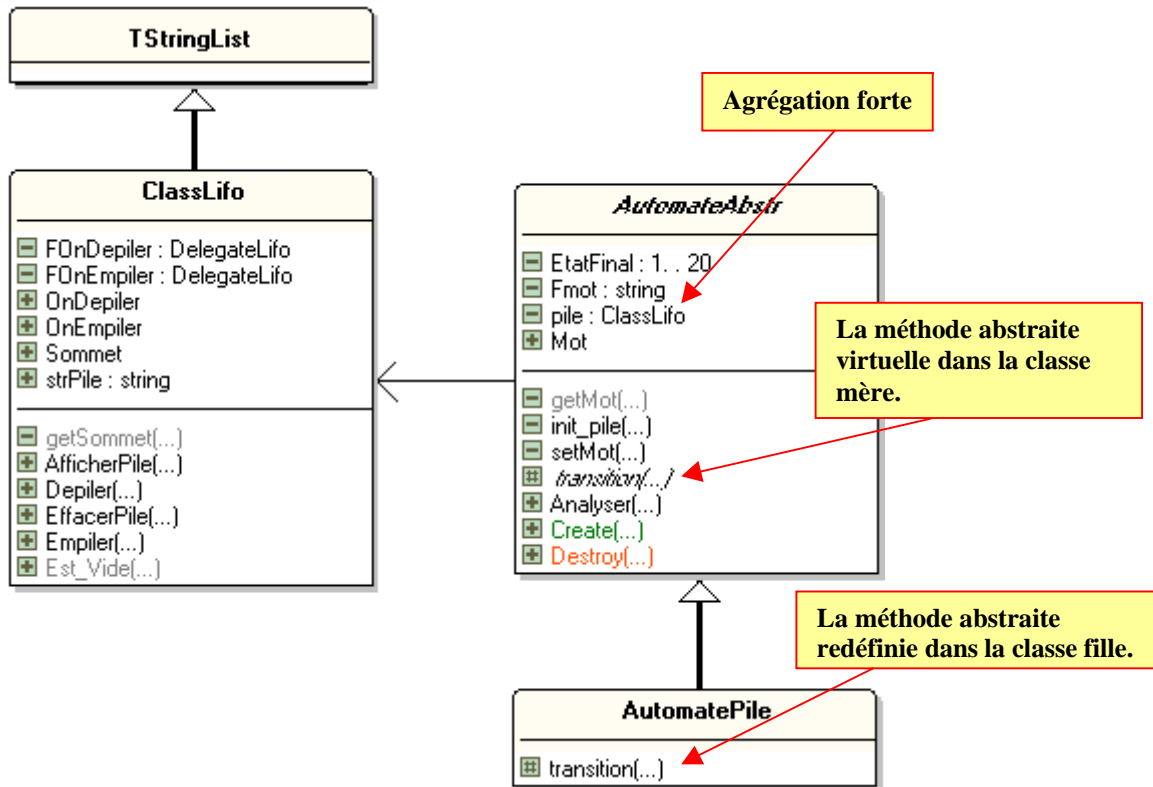 TStringList
Agrégation forte
ClassLifo
FOnDepiler : DelegateLifo
FOnEmpiler : DelegateLifo
OnDepiler
OnEmpiler
Sommet
strPile : string
getSommet(...)
AfficherPile(...)
Depiler(...)
EffacerPile(...)
Empiler(...)
Est_Vide(...)
AutomateAbstr
EtatFinal : 1. . 20
Fmot : string
pile : ClassLifo
Mot
getMot(...)
init_pile(...)
setMot(...)
transition(...)
Analyser(...)
Create(...)
Destroy(...)
La méthode abstraite
virtuelle dans la classe
mère.
La méthode abstraite
redéfinie dans la classe fille.
AutomatePile
transition(...)